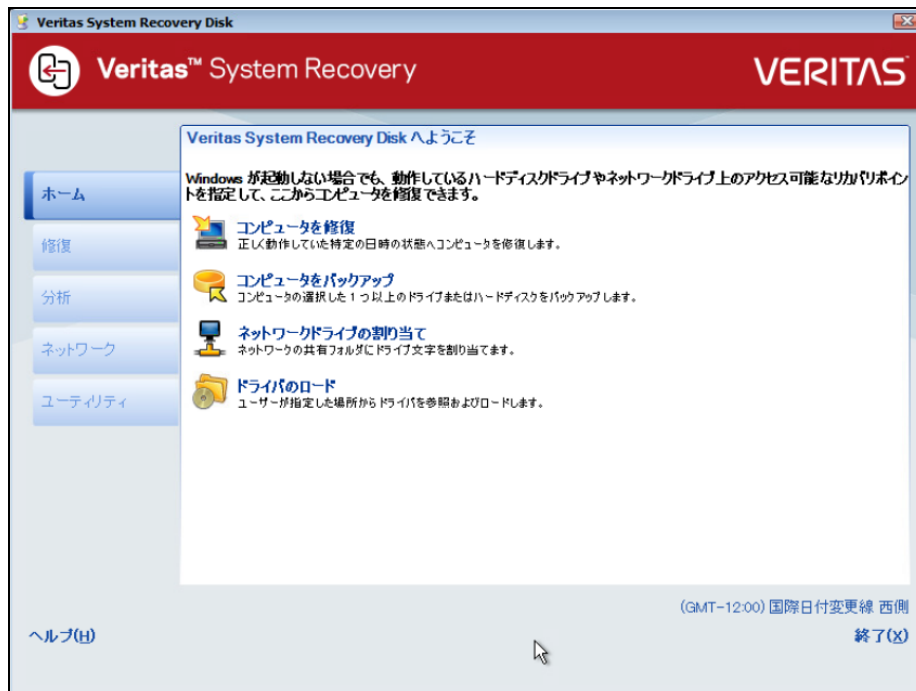 Veritas System Recovery Disk
Veritas™ System Recovery
VERITAS
Veritas System Recovery Disk へようこそ
Windows が起動しない場合でも、動作しているハードディスクドライブやネットワークドライブ上のアクセス可能なリカバリポイン
トを指定して、ここからコンピュータを修復できます。
ホーム
修復
分析
ネットワーク
ユーティリティ
コンピュータを修復
正しく動作していた特定の日時の状態へコンピュータを修復します。
コンピュータをバックアップ
コンピュータの選択した 1 つ以上のドライブまたはハードディスクをバックアップします。
ネットワークドライブの割り当て
ネットワークの共有フォルダにドライブ文字を割り当てます。
ドライバのロード
ユーザーが指定した場所からドライバを参照およびロードします。
(GMT-12:00) 国際日付変更線 西側
ヘルプ(H)
終了(X)